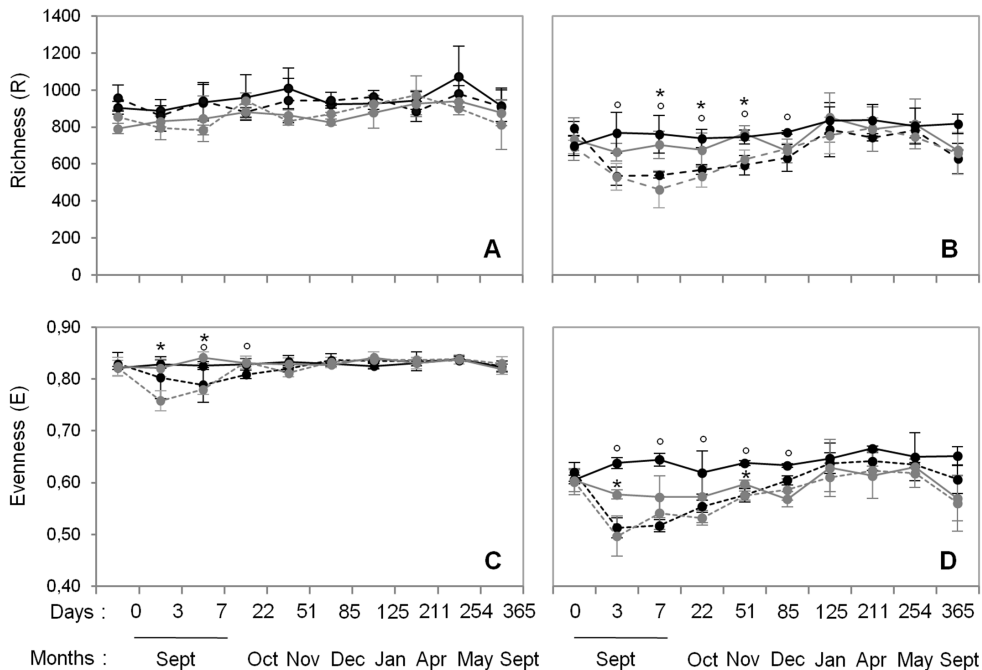 1400
1200
1000
800
600
400
200
0
Richness (R)
A
* * *
° ° ° ° °
B
0,90
0,80
0,70
0,60
0,50
0,40
Evenness (E)
* *
° °
C
° ° ° ° °
* *
D
Days : 0 3 7 22 51 85 125 211 254 365 0 3 7 22 51 85 125 211 254 365
Months : Sept Oct Nov Dec Jan Apr May Sept Sept Oct Nov Dec Jan Apr May Sept